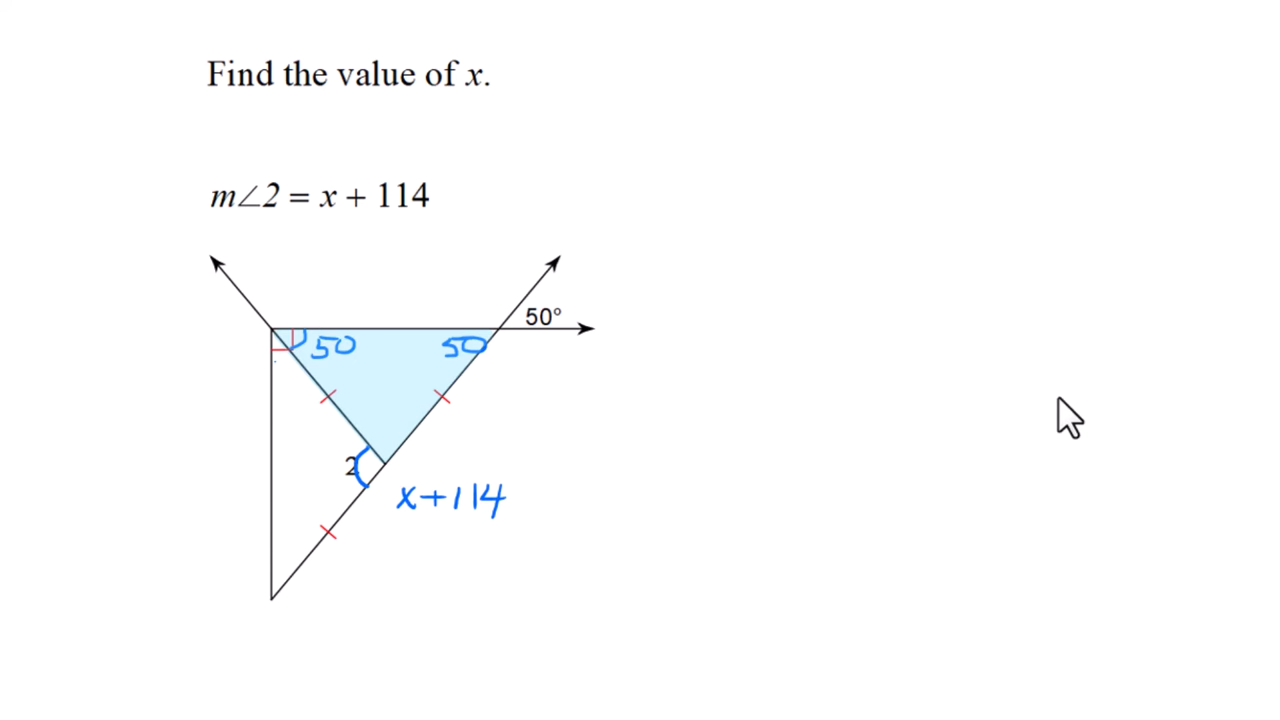 Find the value of x.
m∠2 = x + 114
50°
50
50
2
x+114